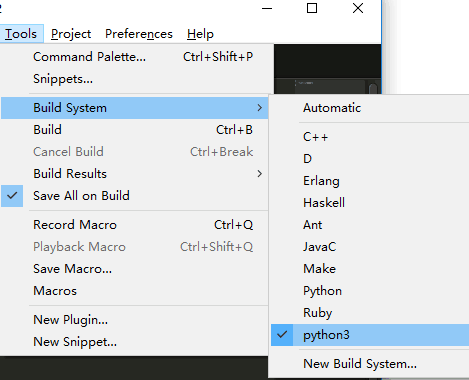 Tools Project Preferences Help
Command Palette... Ctrl+Shift+P
Snippets...
Build System
Build Ctrl+B
Cancel Build Ctrl+Break
Build Results
Save All on Build
Record Macro Ctrl+Q
Playback Macro Ctrl+Shift+Q
Save Macro...
Macros
New Plugin...
New Snippet...
Automatic
C++
D
Erlang
Haskell
Ant
JavaC
Make
Python
Ruby
python3
New Build System...